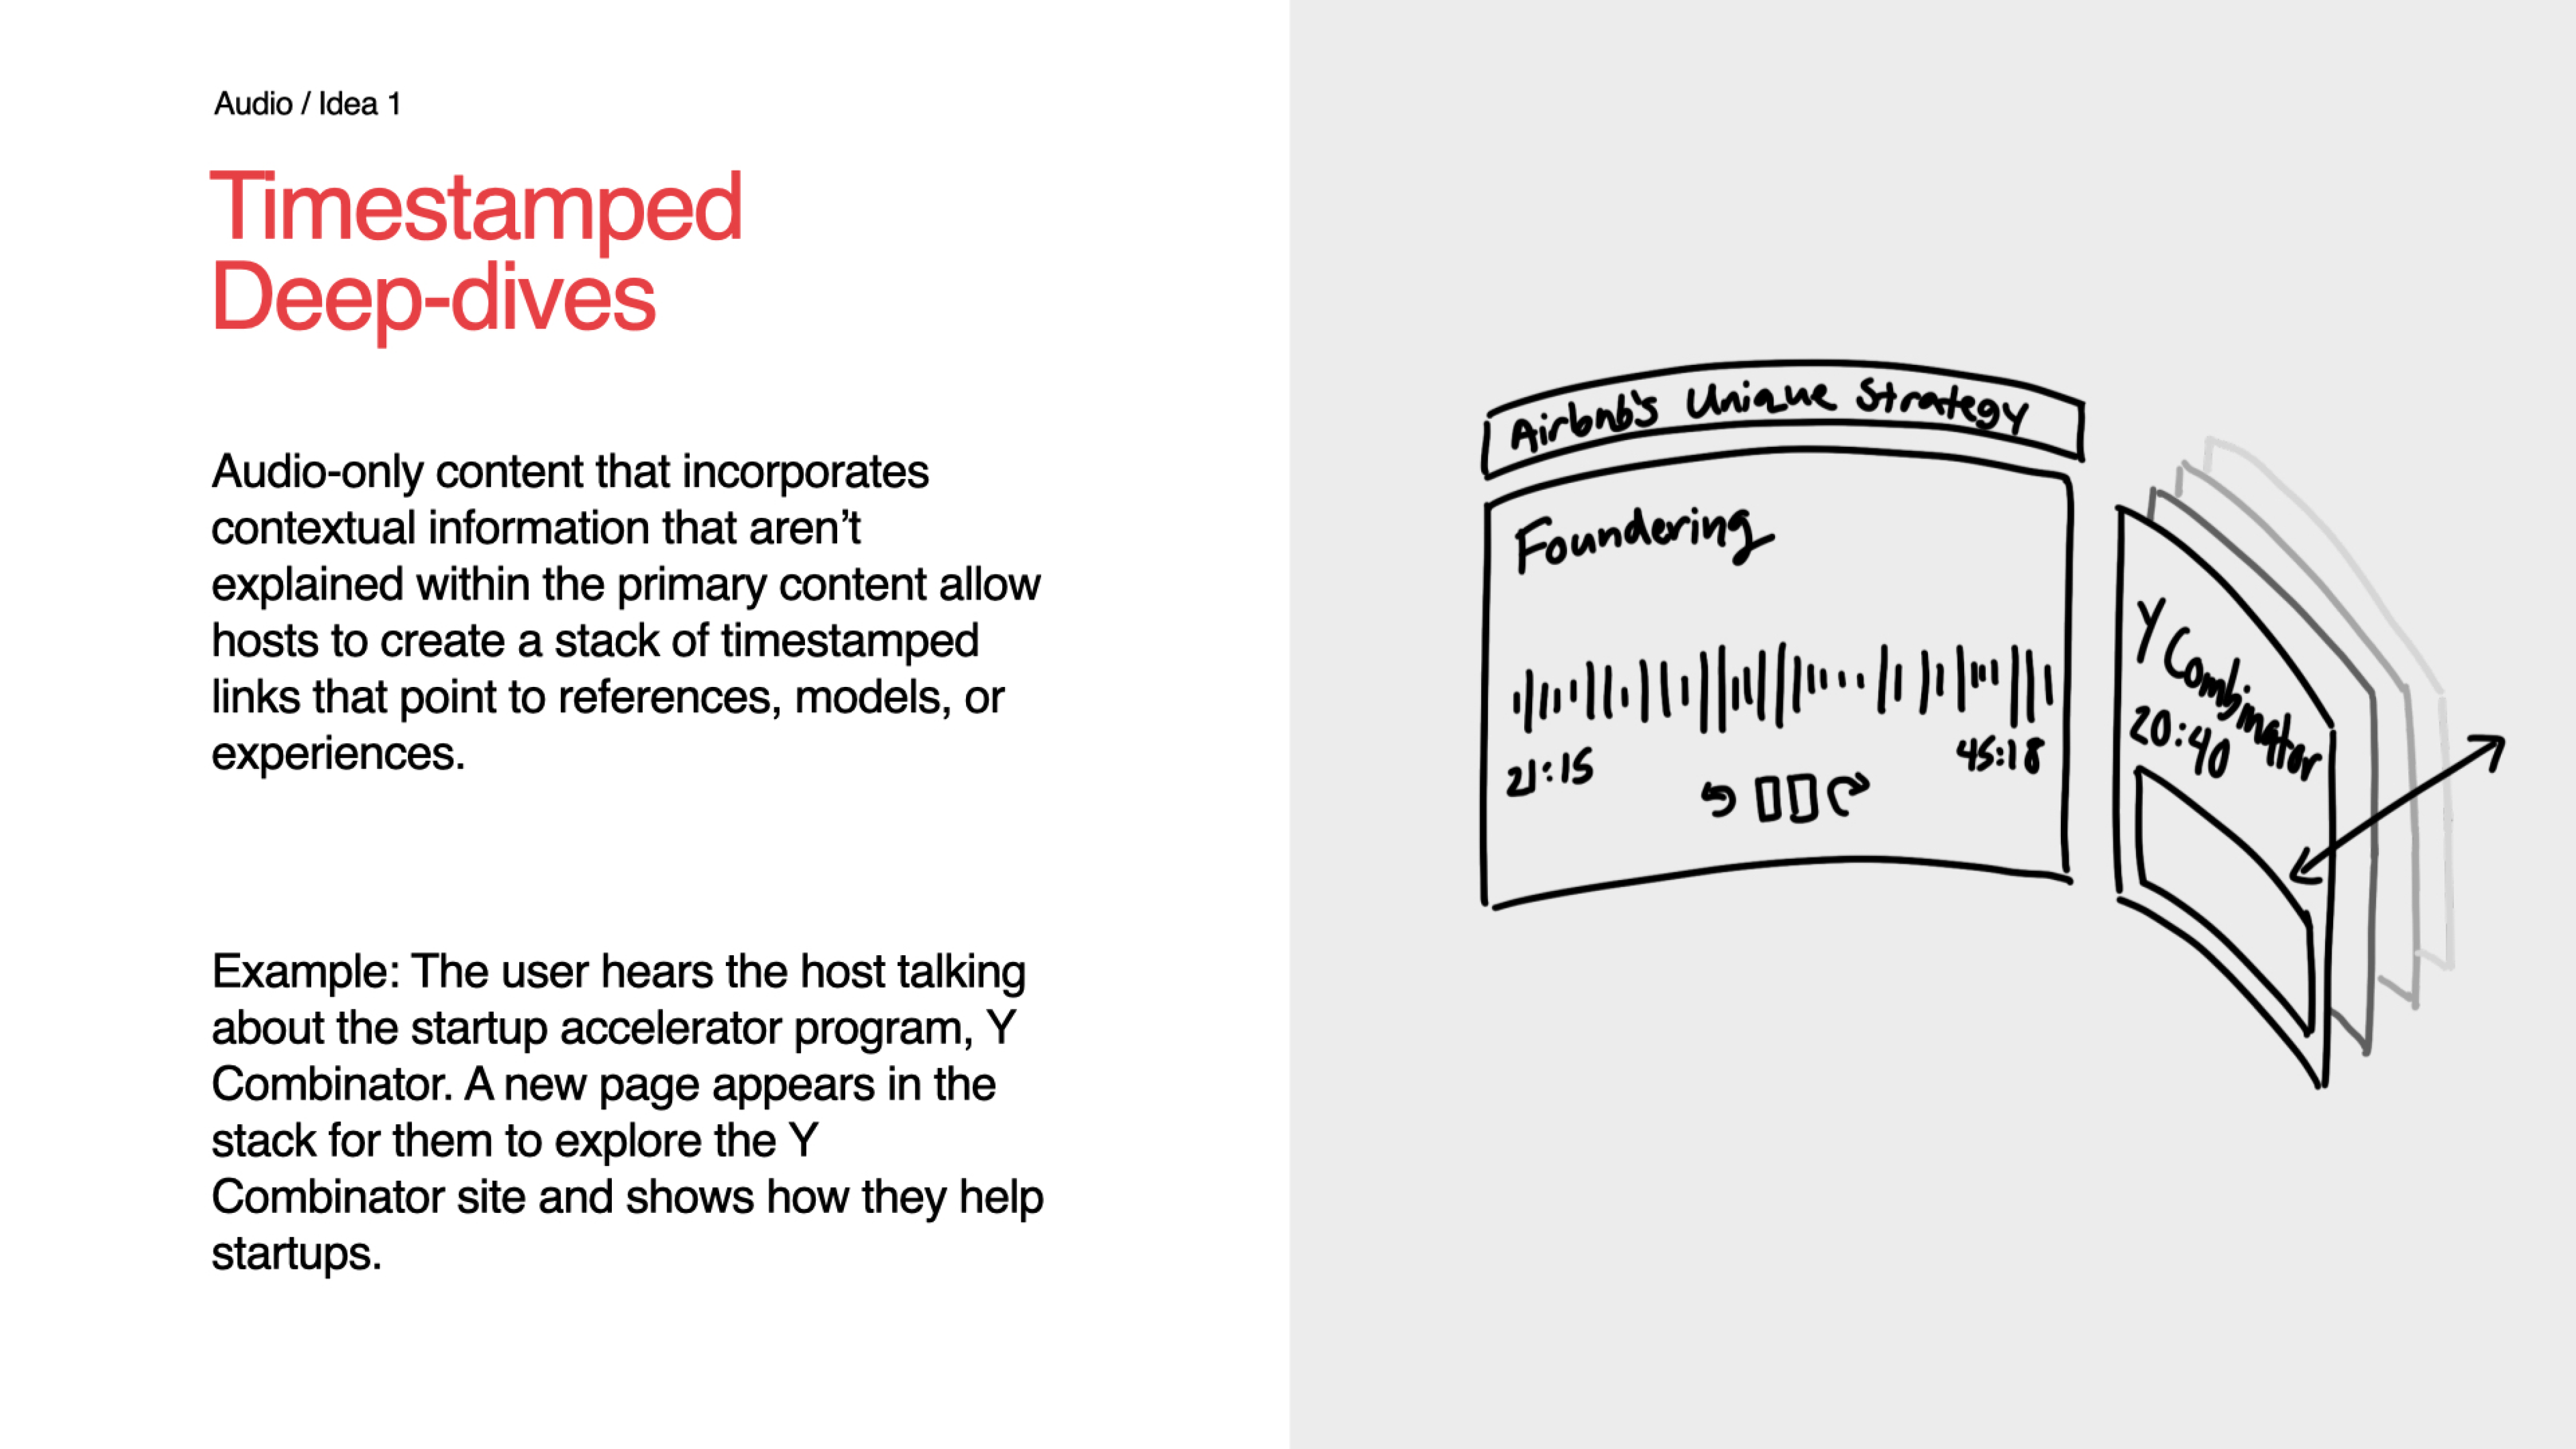 Audio / Idea 1
Timestamped
Deep-dives
Audio-only content that incorporates
contextual information that aren’t
explained within the primary content allow
hosts to create a stack of timestamped
links that point to references, models, or
experiences.
Example: The user hears the host talking
about the startup accelerator program, Y
Combinator. A new page appears in the
stack for them to explore the Y
Combinator site and shows how they help
startups.
Airbnb's Unique Strategy
Foundering
21:15
45:18
Y Combinator
20:40